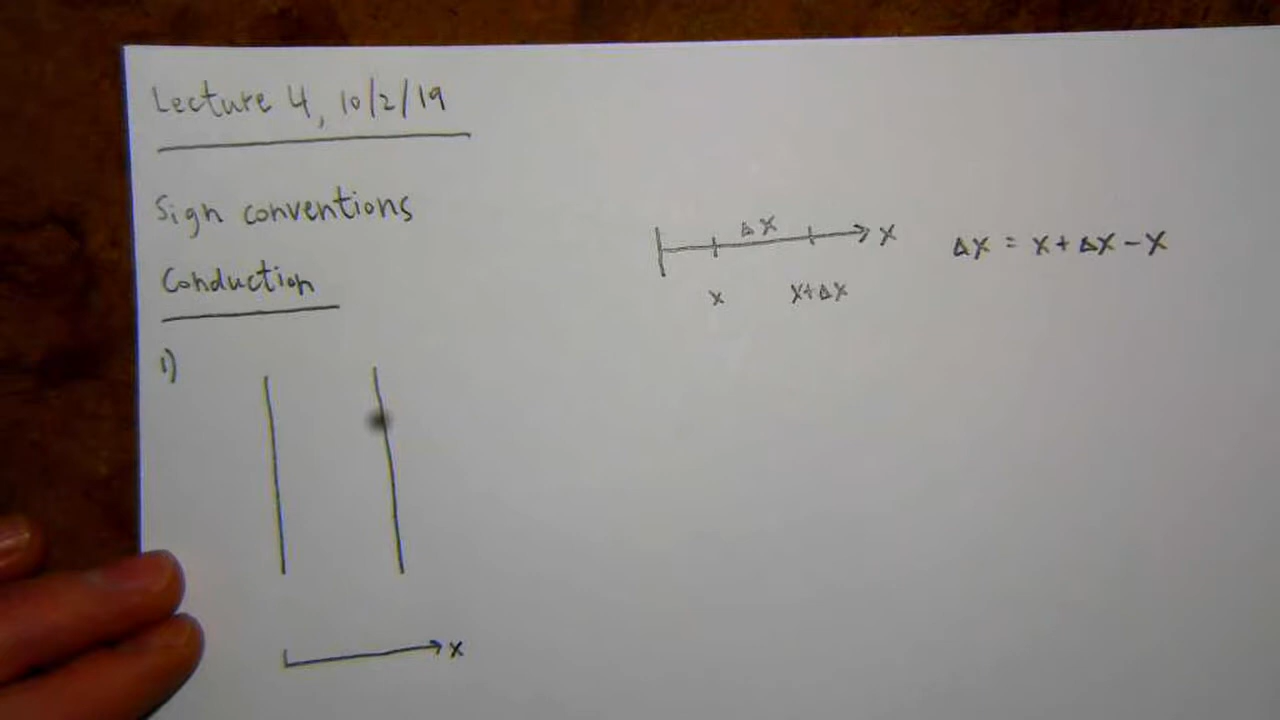 Lecture 4, 10/2/19
Sign conventions
Δx
x
Δx = x+Δx-x
x x+Δx
Conduction
1)
x